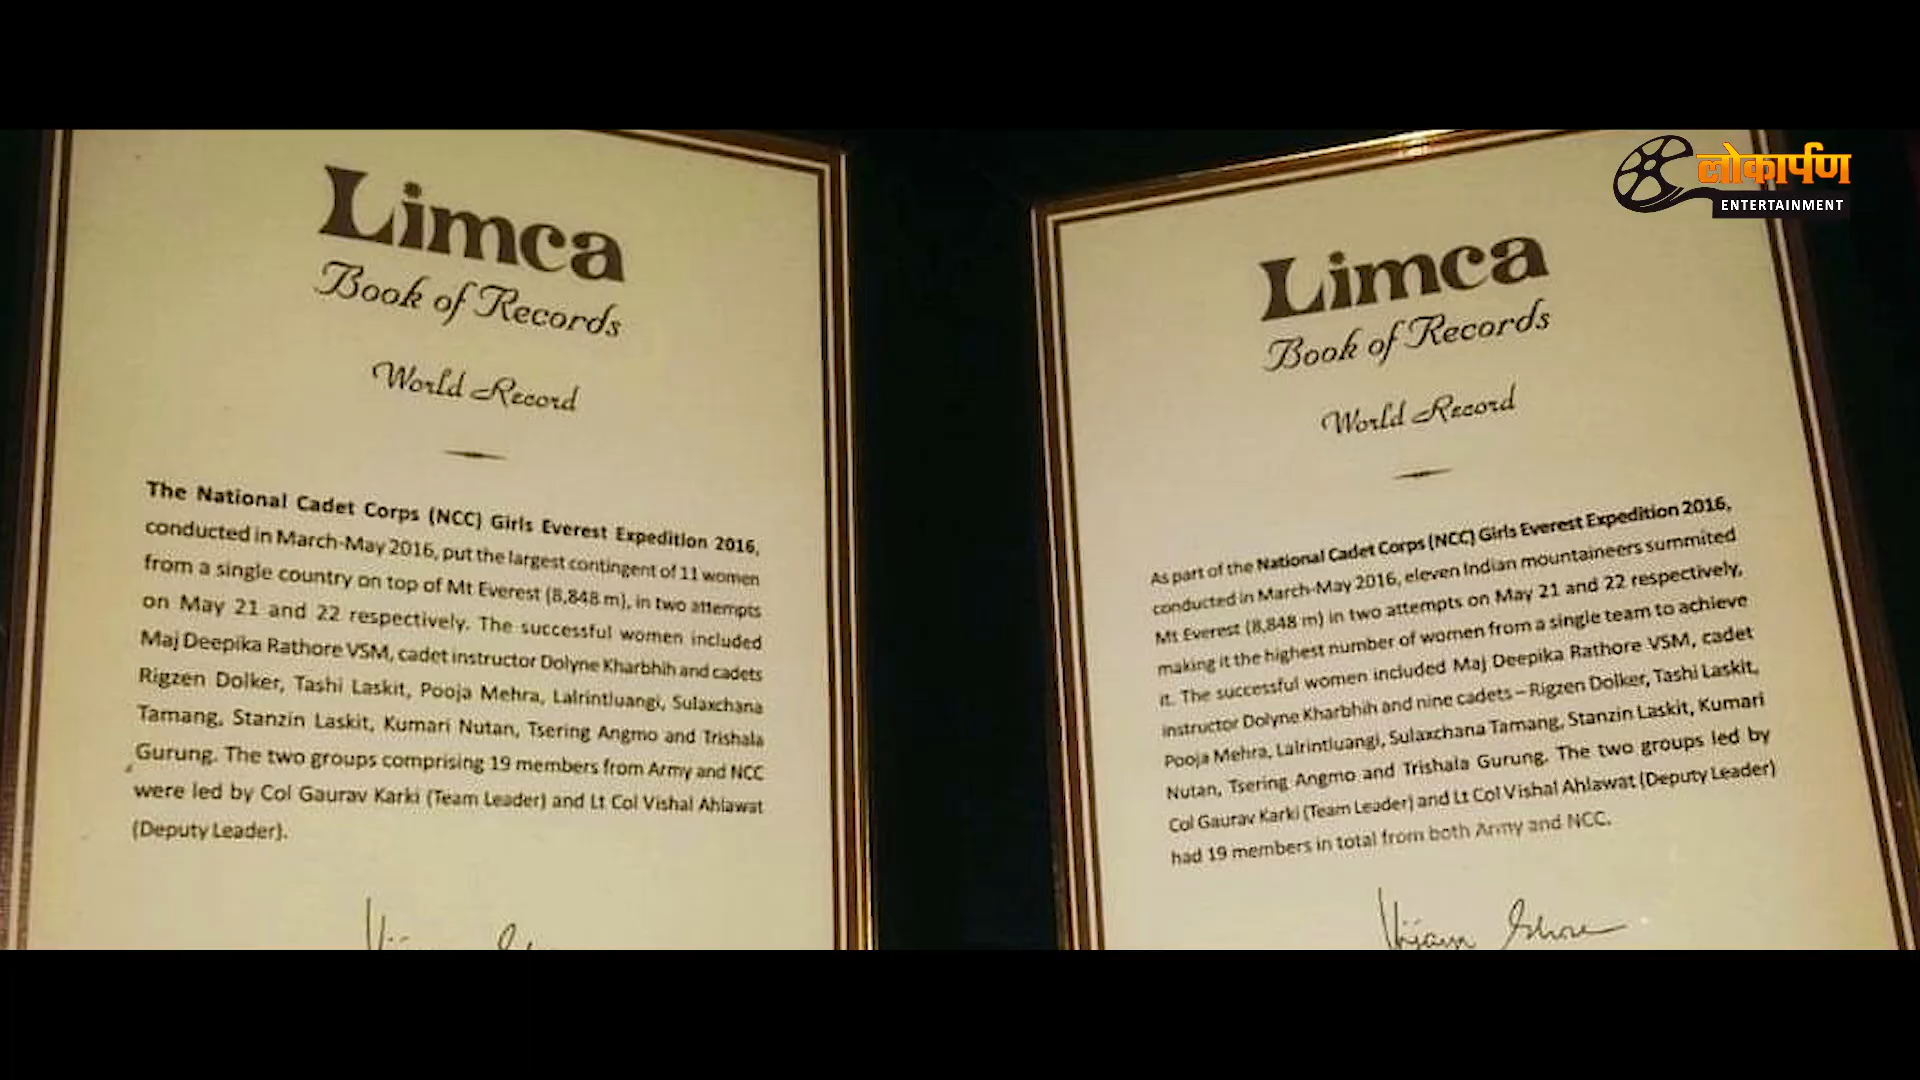 Limca
Book of Records
World Record
The National Cadet Corps (NCC) Girls Everest Expedition 2016,
conducted in March-May 2016, put the largest contingent of 11 women
from a single country on top of Mt Everest (8,848 m), in two attempts
on May 21 and 22 respectively. The successful women included
Maj Deepika Rathore VSM, cadet instructor Dolyne Kharbhih and cadets
Rigzen Dolker, Tashi Laskit, Pooja Mehra, Lalrintluangi, Sulaxchana
Tamang, Stanzin Laskit, Kumari Nutan, Tsering Angmo and Trishala
Gurung. The two groups comprising 19 members from Army and NCC
were led by Col Gaurav Karki (Team Leader) and Lt Col Vishal Ahlawat
(Deputy Leader).
Limca
Book of Records
World Record
As part of the National Cadet Corps (NCC) Girls Everest Expedition 2016,
conducted in March-May 2016, eleven Indian mountaineers summited
Mt Everest (8,848 m) in two attempts on May 21 and 22 respectively,
making it the highest number of women from a single team to achieve
it. The successful women included Maj Deepika Rathore VSM, cadet
instructor Dolyne Kharbhih and nine cadets – Rigzen Dolker, Tashi Laskit,
Pooja Mehra, Lalrintluangi, Sulaxchana Tamang, Stanzin Laskit, Kumari
Nutan, Tsering Angmo and Trishala Gurung. The two groups led by
Col Gaurav Karki (Team Leader) and Lt Col Vishal Ahlawat (Deputy Leader)
had 19 members in total from both Army and NCC.
लोकार्पण
ENTERTAINMENT